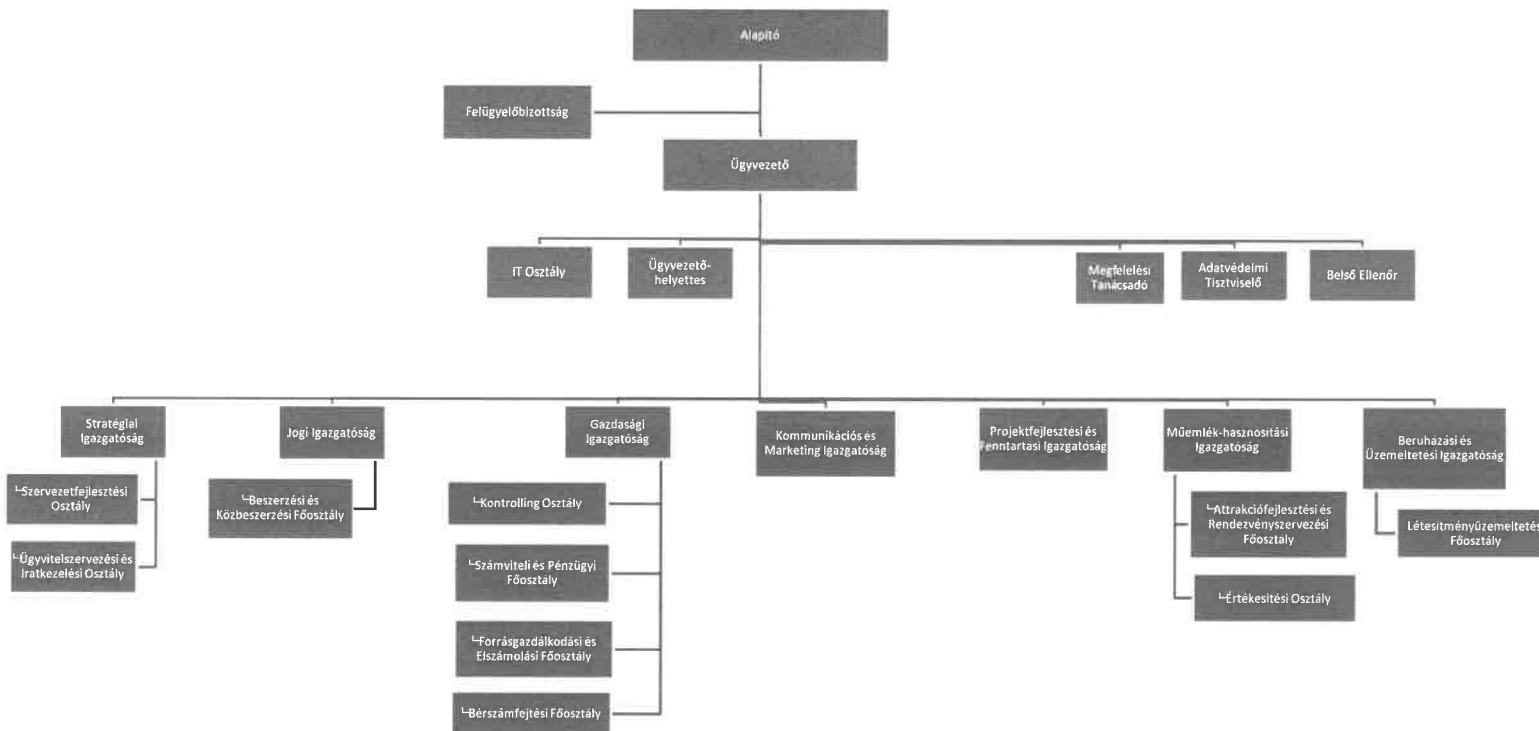 Alapító
Felügyelőbizottság
Ügyvezető
IT Osztály
Ügyvezető-
helyettes
Megfelelési
Tanácsadó
Adatvédelmi
Tisztviselő
Belső Ellenőr
Stratégiai
Igazgatóság
Jogi Igazgatóság
Gazdasági
Igazgatóság
Kommunikációs és
Marketing Igazgatóság
Projektfejlesztési és
Fenntartási Igazgatóság
Műemlék-hasznosítási
Igazgatóság
Beruházási és
Üzemeltetési Igazgatóság
Szervezetfejlesztési
Osztály
Ügyvitelszervezési és
Iratkezelési Osztály
Beszerzési és
Közbeszerzési Főosztály
Kontrolling Osztály
Számviteli és Pénzügyi
Főosztály
Forrásgazdálkodási és
Elszámolási Főosztály
Bérszámfejtési Főosztály
Attrakciófejlesztési és
Rendezvényszervezési
Főosztály
Értékesítési Osztály
Létesítményüzemeltetés
Főosztály